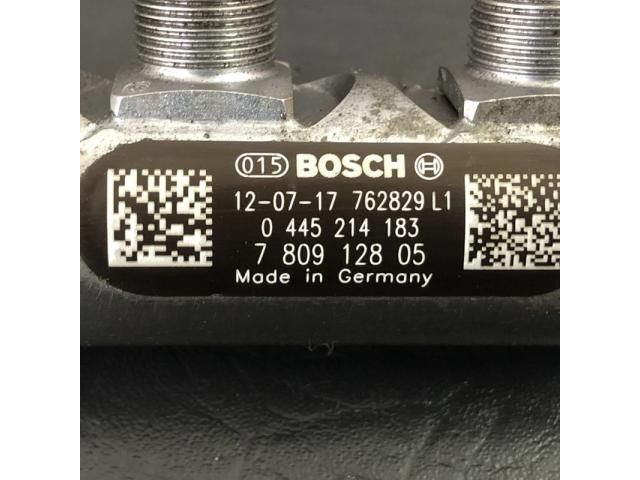 015 BOSCH
12-07-17 762829 L1
0 445 214 183
7 809 128 05
Made in Germany